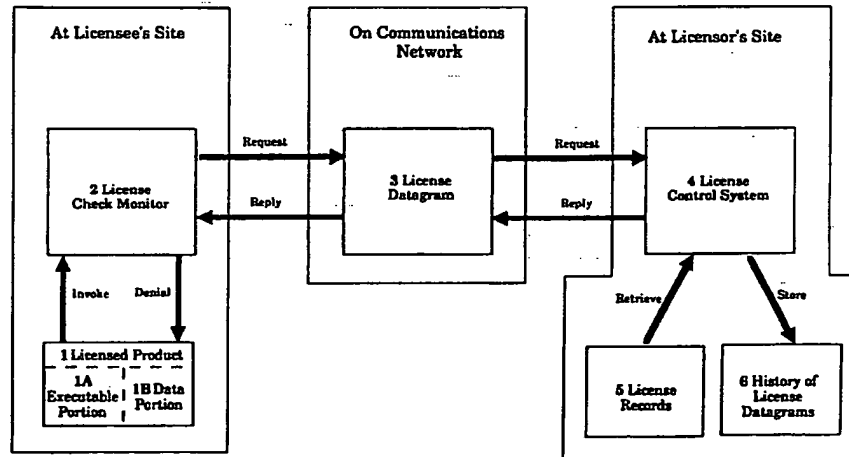 At Licensee's Site
On Communications
Network
At Licensor's Site
Request
Request
2 License
Check Monitor
3 License
Datagram
4 License
Control System
Reply
Reply
Invoke
Denial
Retrieve
Store
1 Licensed Product
1A
Executable
Portion
1B Data
Portion
5 License
Records
6 History of
License
Datagrams